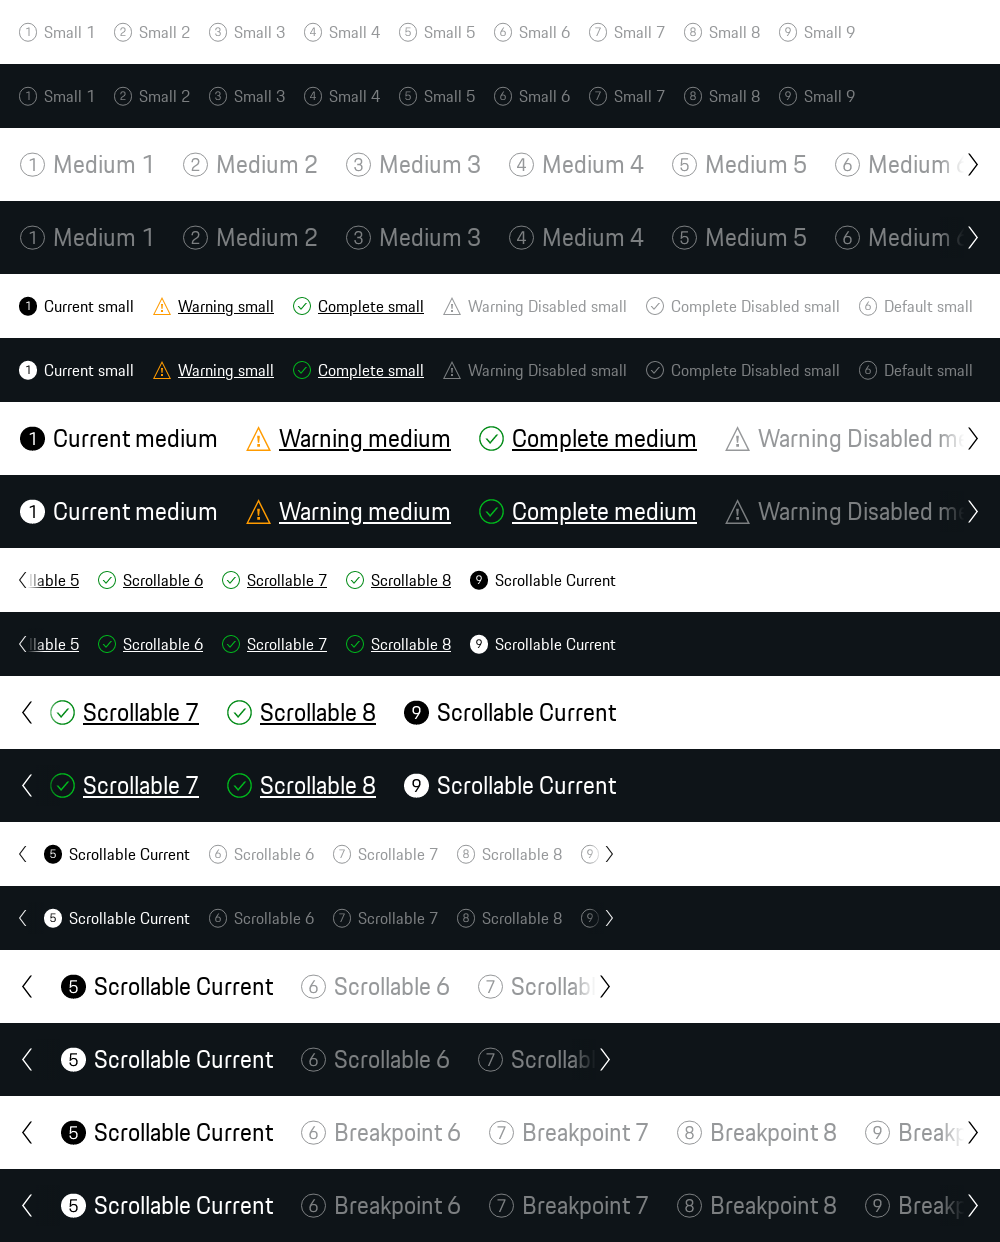 1 Small 1 2 Small 2 3 Small 3 4 Small 4 5 Small 5 6 Small 6 7 Small 7 8 Small 8 9 Small 9
1 Small 1 2 Small 2 3 Small 3 4 Small 4 5 Small 5 6 Small 6 7 Small 7 8 Small 8 9 Small 9
1 Medium 1 2 Medium 2 3 Medium 3 4 Medium 4 5 Medium 5 6 Medium 6
1 Medium 1 2 Medium 2 3 Medium 3 4 Medium 4 5 Medium 5 6 Medium 6
1 Current small Warning small Complete small Warning Disabled small Complete Disabled small 6 Default small
1 Current small Warning small Complete small Warning Disabled small Complete Disabled small 6 Default small
1 Current medium Warning medium Complete medium Warning Disabled me
1 Current medium Warning medium Complete medium Warning Disabled me
llable 5 Scrollable 6 Scrollable 7 Scrollable 8 9 Scrollable Current
llable 5 Scrollable 6 Scrollable 7 Scrollable 8 9 Scrollable Current
Scrollable 7 Scrollable 8 9 Scrollable Current
Scrollable 7 Scrollable 8 9 Scrollable Current
5 Scrollable Current 6 Scrollable 6 7 Scrollable 7 8 Scrollable 8 9
5 Scrollable Current 6 Scrollable 6 7 Scrollable 7 8 Scrollable 8 9
5 Scrollable Current 6 Scrollable 6 7 Scrollabl
5 Scrollable Current 6 Scrollable 6 7 Scrollabl
5 Scrollable Current 6 Breakpoint 6 7 Breakpoint 7 8 Breakpoint 8 9 Breakp
5 Scrollable Current 6 Breakpoint 6 7 Breakpoint 7 8 Breakpoint 8 9 Breakp